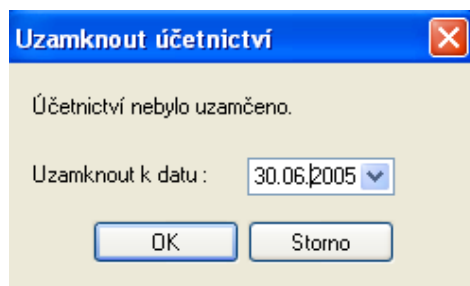 Uzamknout účetnictví
Účetnictví nebylo uzamčeno.
Uzamknout k datu : 30.06.2005
OK Storno